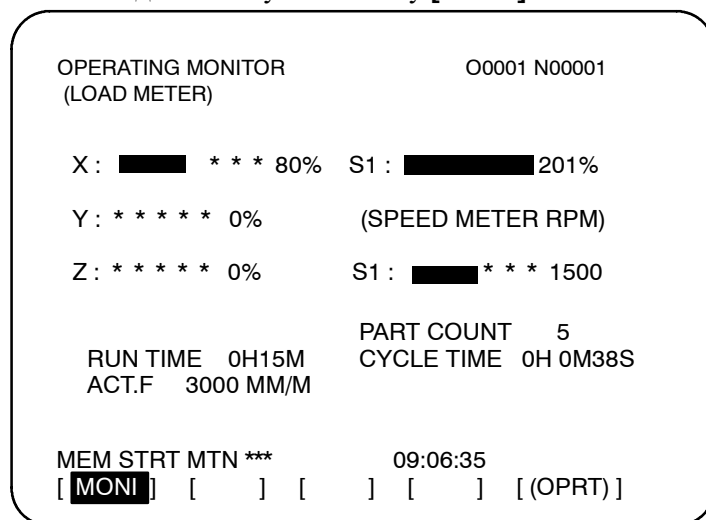 OPERATING MONITOR O0001 N00001
(LOAD METER)
X : * * * 80% S1 : 201%
Y : * * * * * 0% (SPEED METER RPM)
Z : * * * * * 0% S1 : * * * 1500
PART COUNT 5
RUN TIME 0H15M CYCLE TIME 0H 0M38S
ACT.F 3000 MM/M
MEM STRT MTN *** 09:06:35
[ MONI ] [ ] [ ] [ ] [ (OPRT) ]